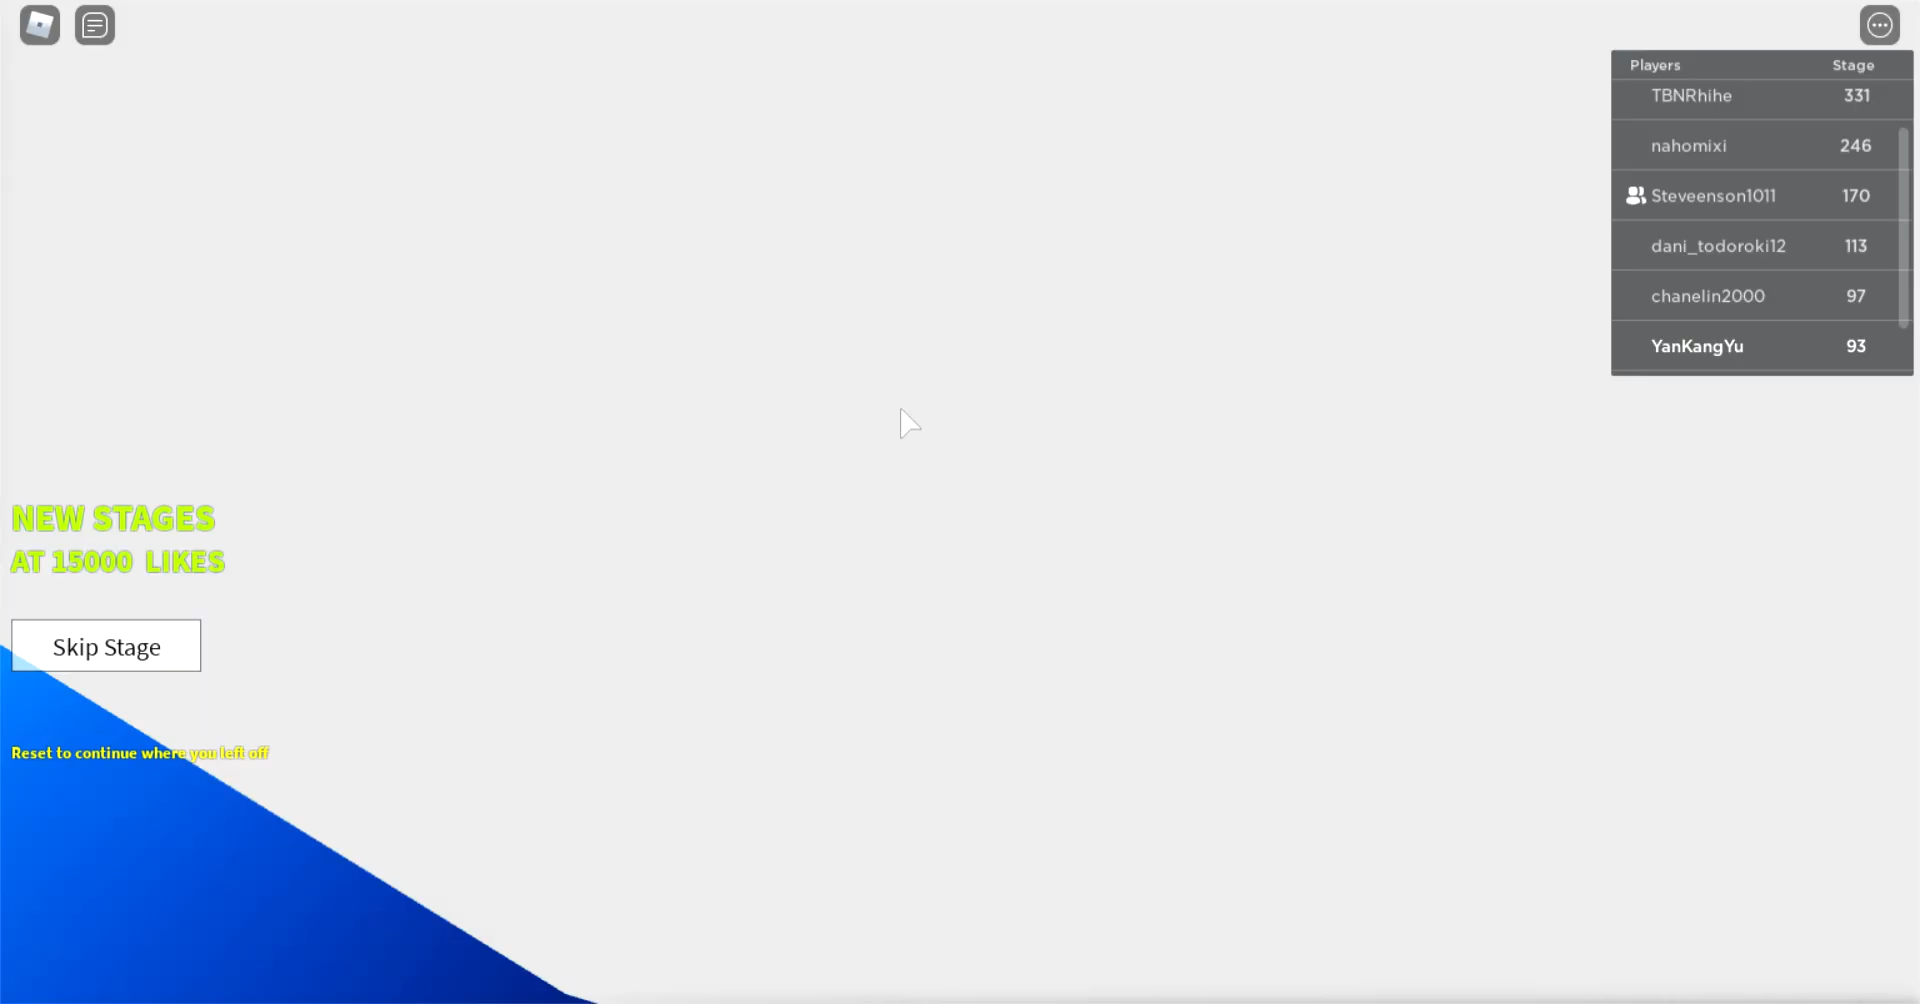 Players Stage
TBNRhihe 331
nahomixi 246
Steveenson1011 170
dani_todoroki12 113
chanelin2000 97
YanKangYu 93
NEW STAGES
AT 15000 LIKES
Skip Stage
Reset to continue where you left off